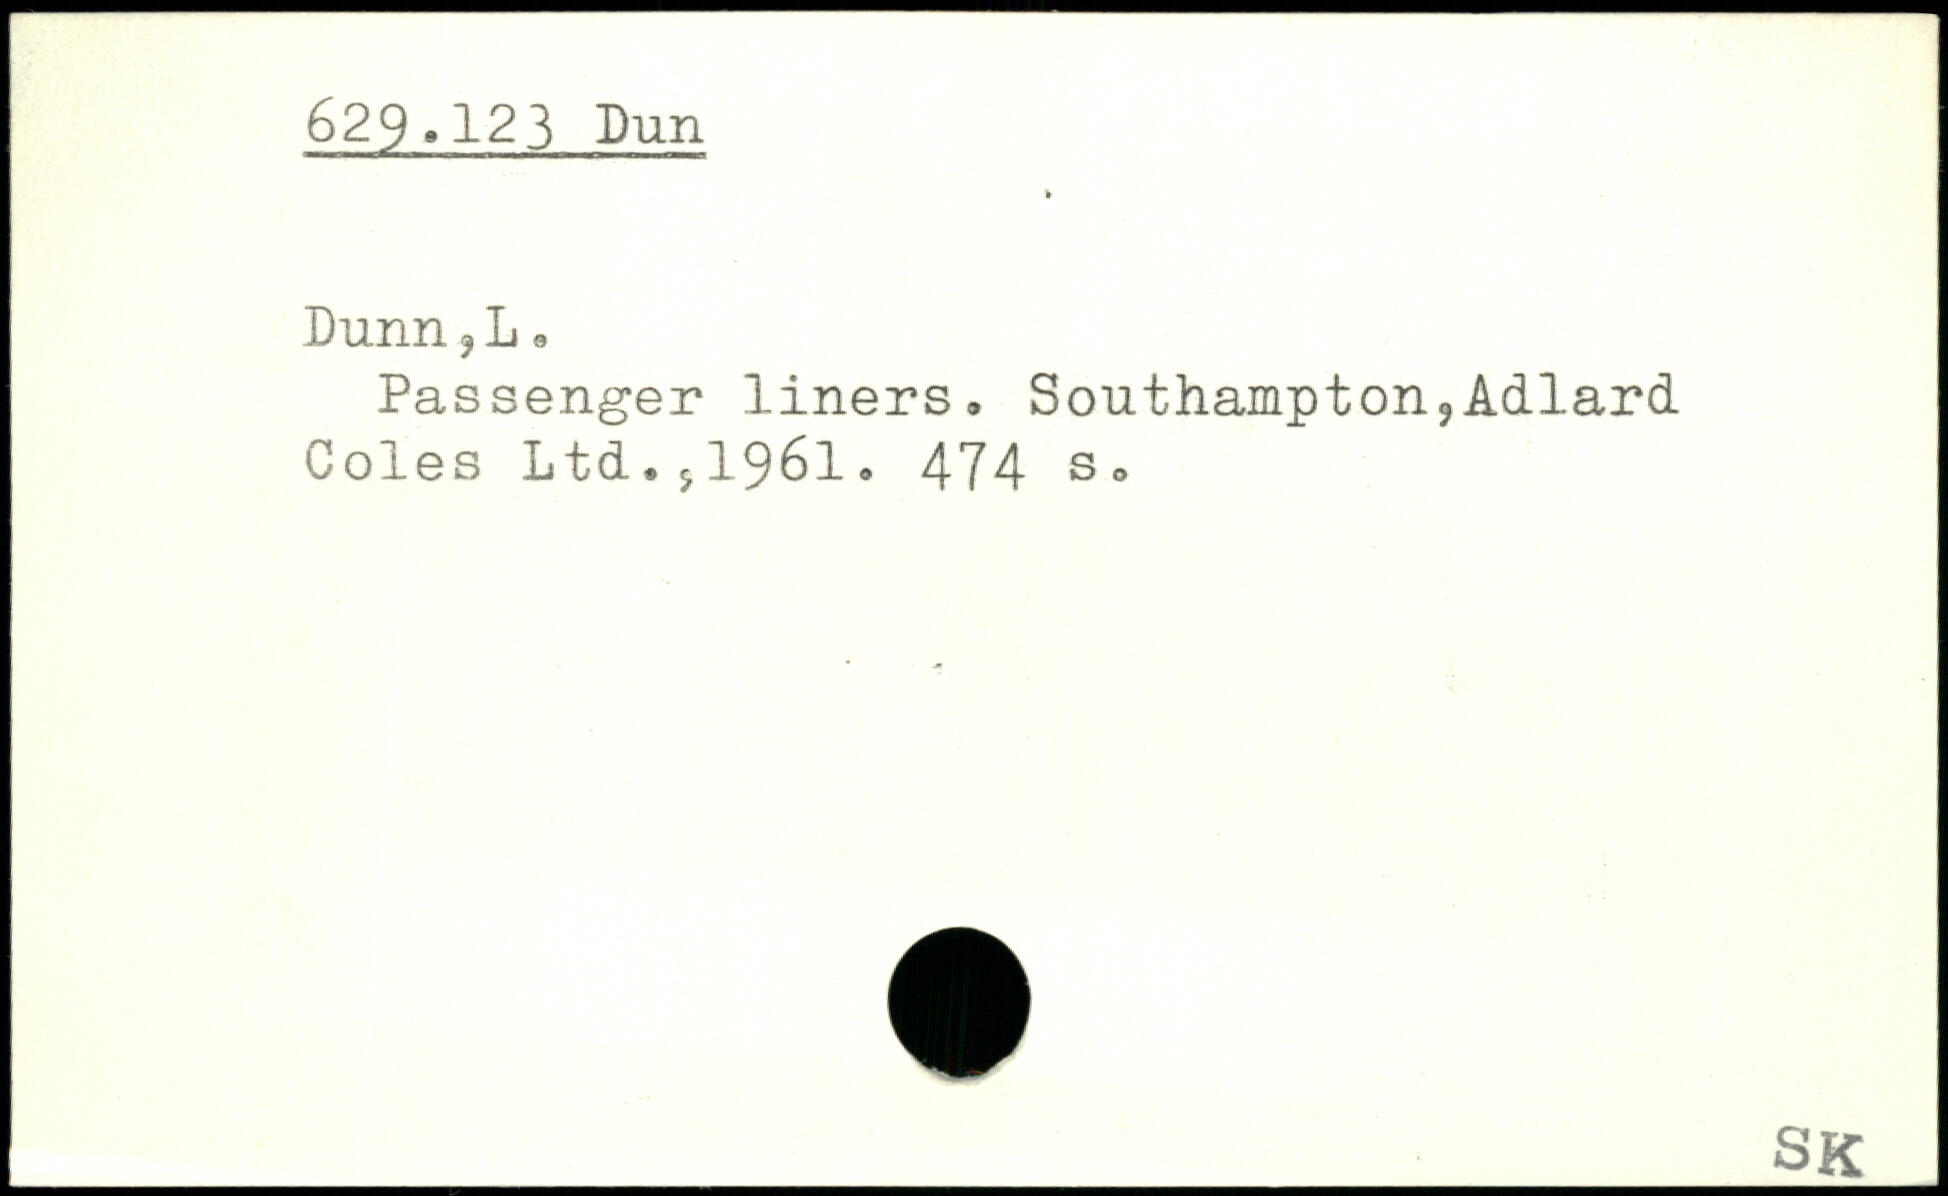 629.123 Dun
Dunn,L.
Passenger liners. Southampton,Adlard
Coles Ltd.,1961. 474 s.
SK